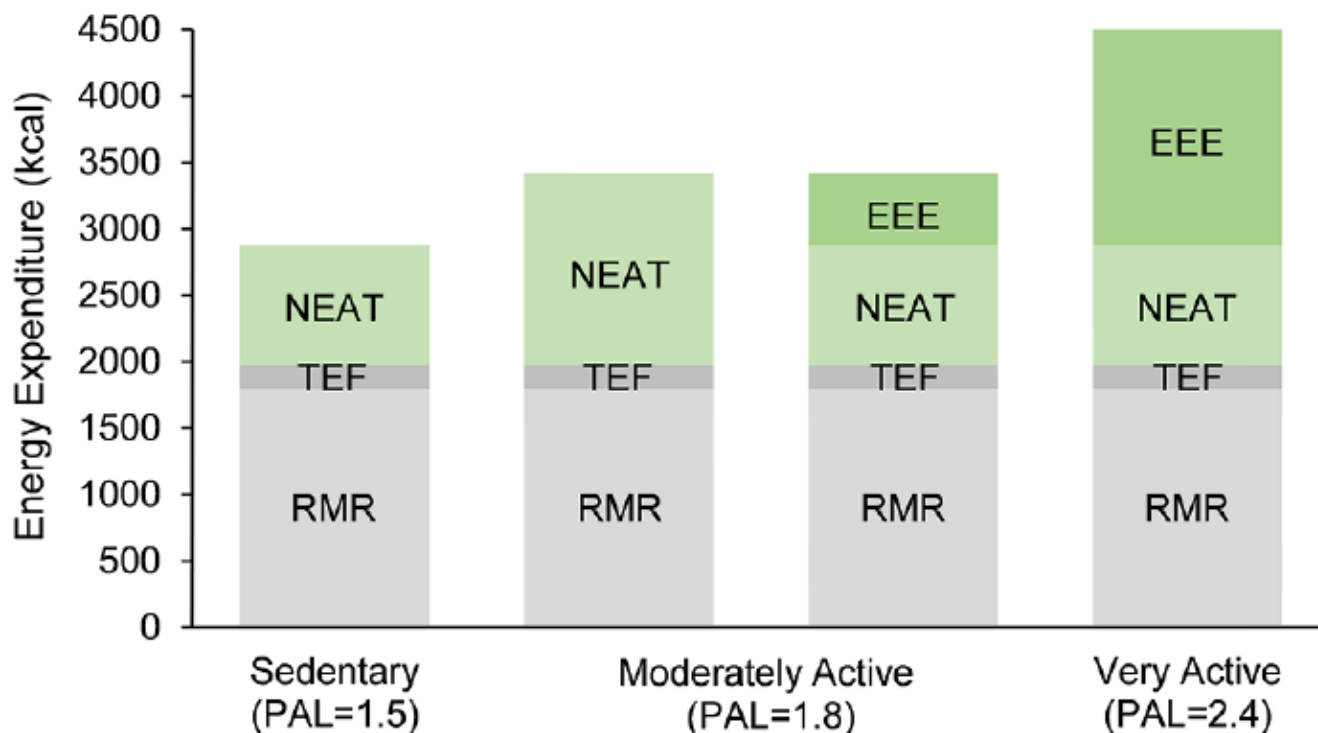 Energy Expenditure (kcal)
4500
4000
3500
3000
2500
2000
1500
1000
500
0
NEAT
TEF
RMR
NEAT
TEF
RMR
EEE
NEAT
TEF
RMR
EEE
NEAT
TEF
RMR
Sedentary
(PAL=1.5)
Moderately Active
(PAL=1.8)
Very Active
(PAL=2.4)